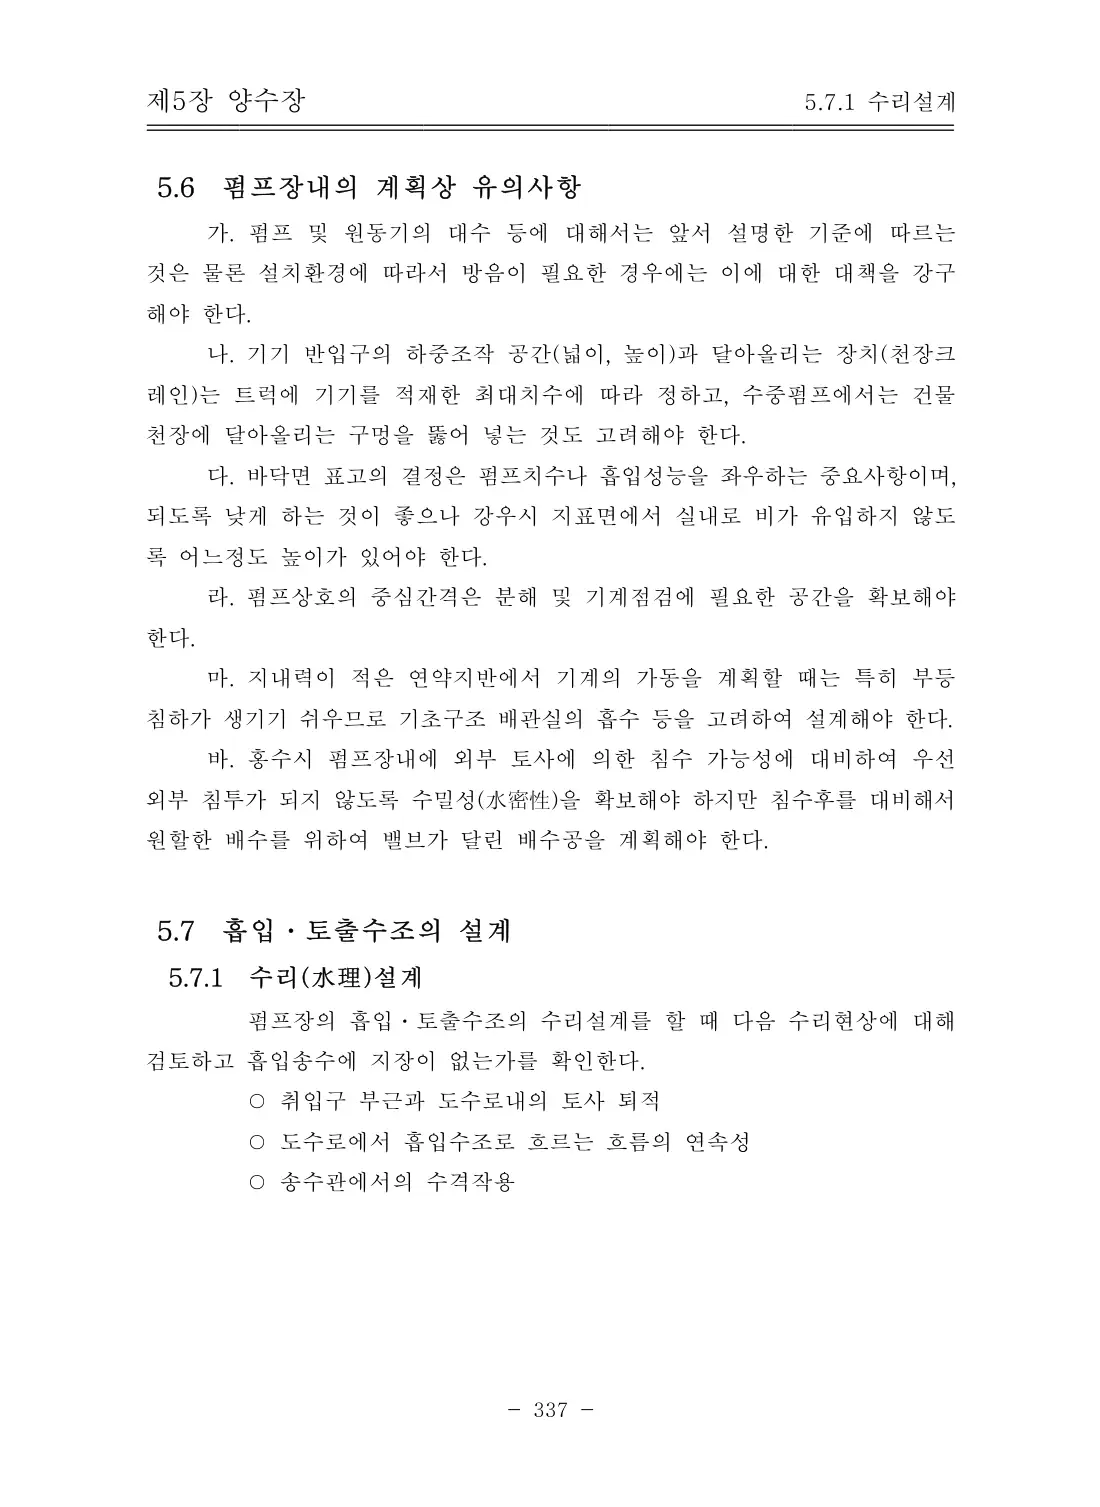 제5장 양수장
5.7.1 수리설계
5.6 펌프장내의 계획상 유의사항
가. 펌프 및 원동기의 대수 등에 대해서는 앞서 설명한 기준에 따르는
것은 물론 설치환경에 따라서 방음이 필요한 경우에는 이에 대한 대책을 강구
해야 한다.
나. 기기 반입구의 하중조작 공간(넓이, 높이)과 달아올리는 장치(천장크
레인)는 트럭에 기기를 적재한 최대치수에 따라 정하고, 수중펌프에서는 건물
천장에 달아올리는 구멍을 뚫어 넣는 것도 고려해야 한다.
다. 바닥면 표고의 결정은 펌프치수나 흡입성능을 좌우하는 중요사항이며,
되도록 낮게 하는 것이 좋으나 강우시 지표면에서 실내로 비가 유입하지 않도
록 어느정도 높이가 있어야 한다.
라. 펌프상호의 중심간격은 분해 및 기계점검에 필요한 공간을 확보해야
한다.
마. 지내력이 적은 연약지반에서 기계의 가동을 계획할 때는 특히 부등
침하가 생기기 쉬우므로 기초구조 배관실의 흡수 등을 고려하여 설계해야 한다.
바. 홍수시 펌프장내에 외부 토사에 의한 침수 가능성에 대비하여 우선
외부 침투가 되지 않도록 수밀성(水密性)을 확보해야 하지만 침수후를 대비해서
원할한 배수를 위하여 밸브가 달린 배수공을 계획해야 한다.
5.7 흡입·토출수조의 설계
5.7.1 수리(水理)설계
펌프장의 흡입·토출수조의 수리설계를 할 때 다음 수리현상에 대해
검토하고 흡입송수에 지장이 없는가를 확인한다.
○ 취입구 부근과 도수로내의 토사 퇴적
○ 도수로에서 흡입수조로 흐르는 흐름의 연속성
○ 송수관에서의 수격작용
- 337 -